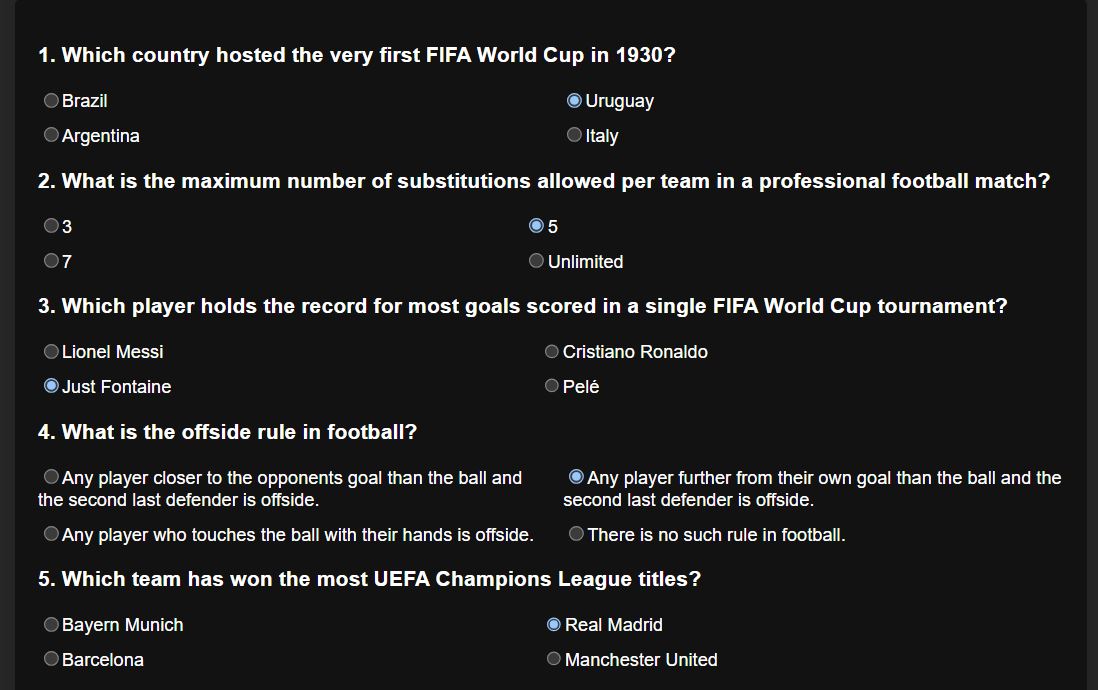 1. Which country hosted the very first FIFA World Cup in 1930?
Brazil
Uruguay
Argentina
Italy
2. What is the maximum number of substitutions allowed per team in a professional football match?
3
5
7
Unlimited
3. Which player holds the record for most goals scored in a single FIFA World Cup tournament?
Lionel Messi
Cristiano Ronaldo
Just Fontaine
Pelé
4. What is the offside rule in football?
Any player closer to the opponents goal than the ball and
the second last defender is offside.
Any player further from their own goal than the ball and the
second last defender is offside.
Any player who touches the ball with their hands is offside.
There is no such rule in football.
5. Which team has won the most UEFA Champions League titles?
Bayern Munich
Real Madrid
Barcelona
Manchester United